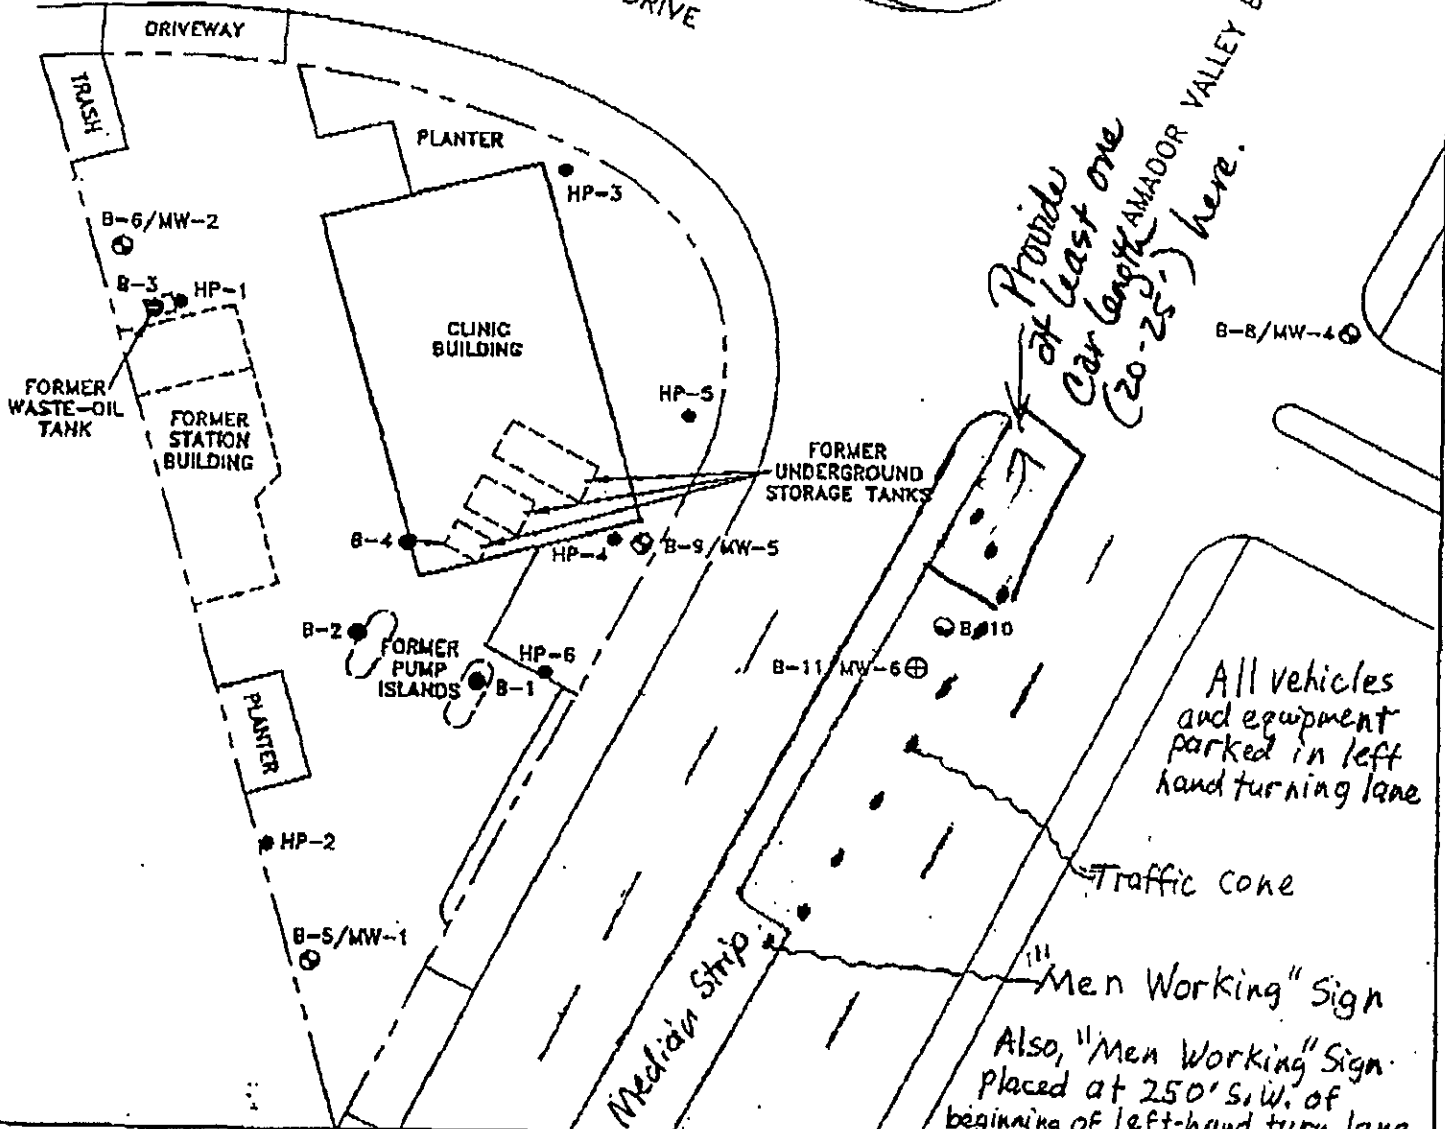 DRIVE
DRIVEWAY
TRASH
PLANTER
HP-3
AMADOR VALLEY
Provide
at least one
car length
(20-25')
here.
B-6/MW-2
B-3
HP-1
CLINIC
BUILDING
B-8/MW-4
FORMER
WASTE-OIL
TANK
FORMER
STATION
BUILDING
HP-5
FORMER
UNDERGROUND
STORAGE TANKS
B-4
HP-4
B-9/MW-5
B-2
FORMER
PUMP
ISLANDS
B-1
HP-6
B-10
B-11/MW-6
All vehicles
and equipment
parked in left
hand turning lane
PLANTER
HP-2
Traffic Cone
B-5/MW-1
Median Strip
"Men Working" Sign
Also, "Men Working" Sign
placed at 250' S.W. of
beginning of left-hand turn lane